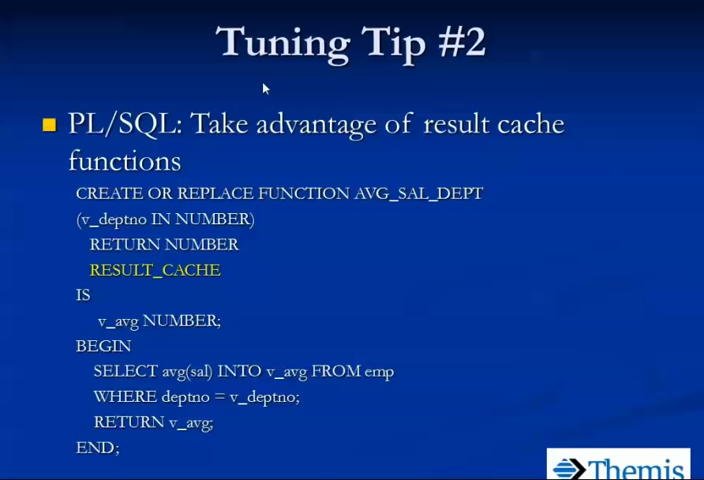 Tuning Tip #2
PL/SQL: Take advantage of result cache
functions
CREATE OR REPLACE FUNCTION AVG_SAL_DEPT
(v_deptno IN NUMBER)
RETURN NUMBER
RESULT_CACHE
IS
v_avg NUMBER;
BEGIN
SELECT avg(sal) INTO v_avg FROM emp
WHERE deptno = v_deptno;
RETURN v_avg;
END;
Themis